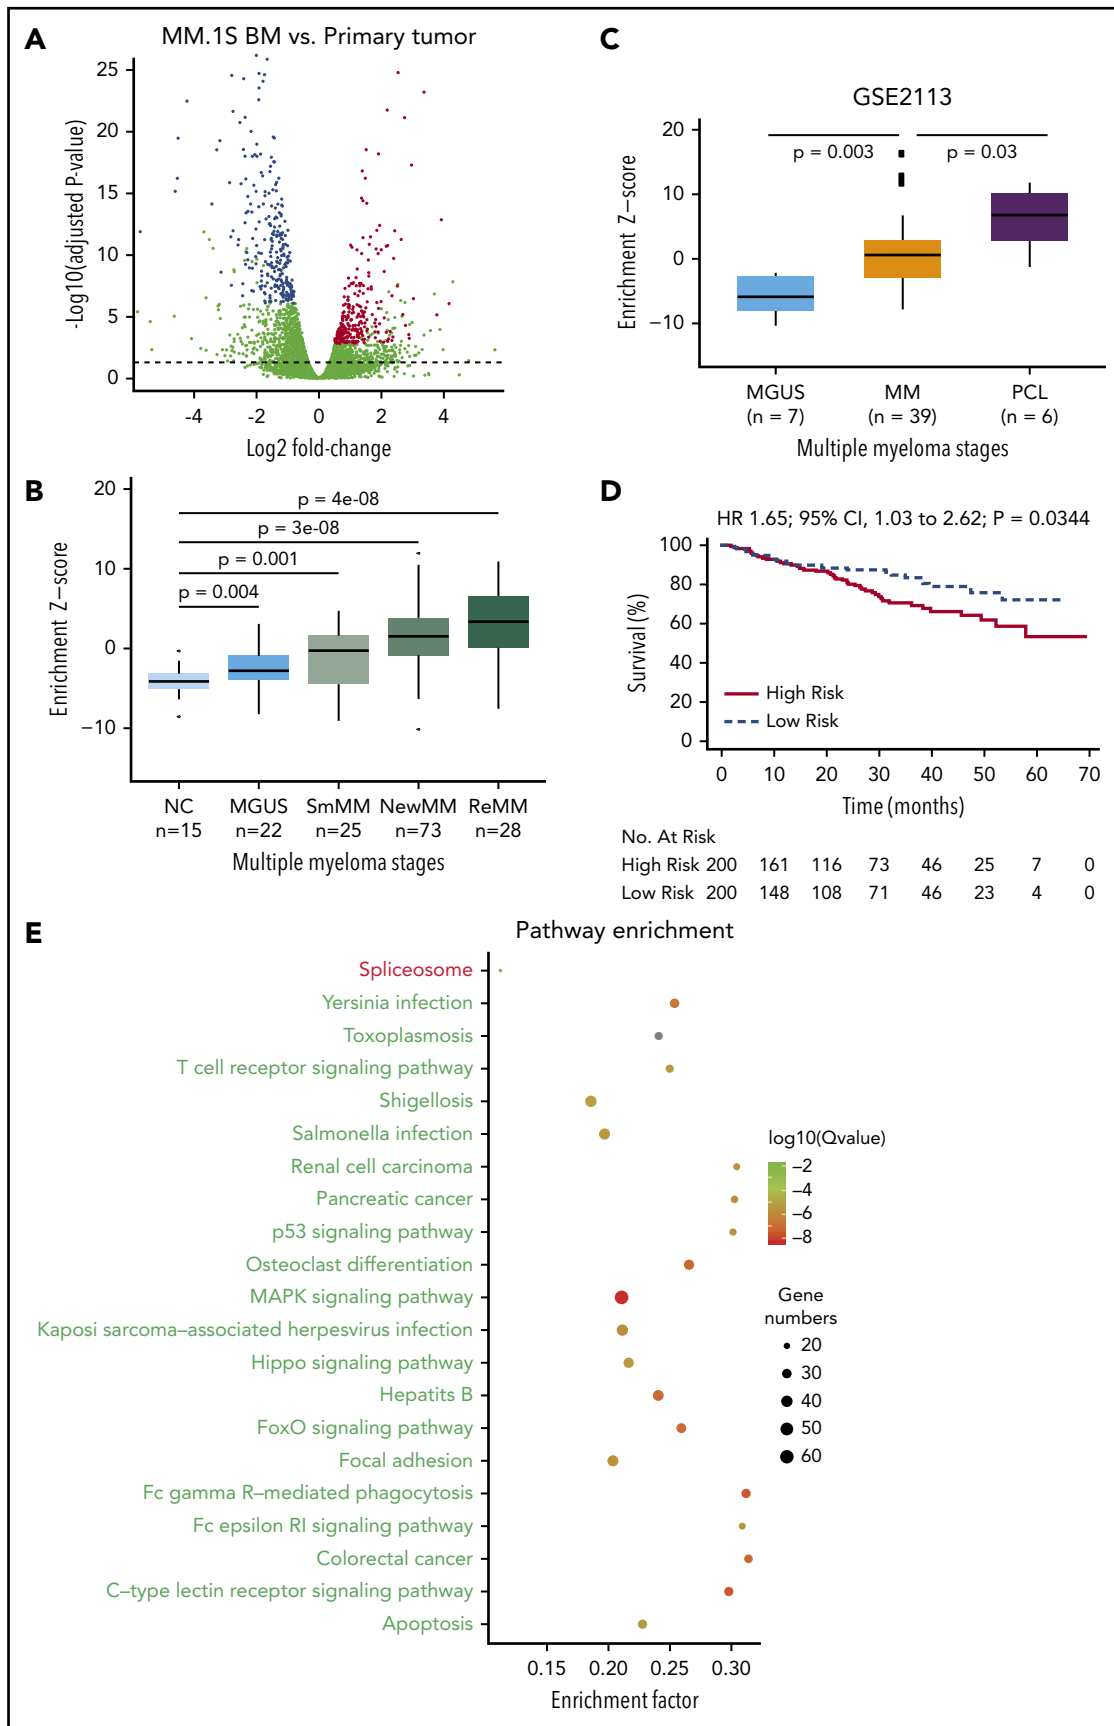 A
MM.1S BM vs. Primary tumor
-Log10(adjusted P-value)
25
20
15
10
5
0
-4
-2
0
2
4
Log2 fold-change
C
GSE2113
Enrichment Z−score
20
10
0
−10
p = 0.003
p = 0.03
MGUS
(n = 7)
MM
(n = 39)
PCL
(n = 6)
Multiple myeloma stages
B
Enrichment Z−score
20
10
0
−10
p = 4e-08
p = 3e-08
p = 0.001
p = 0.004
NC
n=15
MGUS
n=22
SmMM
n=25
NewMM
n=73
ReMM
n=28
Multiple myeloma stages
D
HR 1.65; 95% CI, 1.03 to 2.62; P = 0.0344
Survival (%)
100
80
60
40
20
0
High Risk
Low Risk
0 10 20 30 40 50 60 70
Time (months)
No. At Risk
High Risk 200 161 116 73 46 25 7 0
Low Risk 200 148 108 71 46 23 4 0
E
Pathway enrichment
Spliceosome
Yersinia infection
Toxoplasmosis
T cell receptor signaling pathway
Shigellosis
Salmonella infection
Renal cell carcinoma
Pancreatic cancer
p53 signaling pathway
Osteoclast differentiation
MAPK signaling pathway
Kaposi sarcoma–associated herpesvirus infection
Hippo signaling pathway
Hepatits B
FoxO signaling pathway
Focal adhesion
Fc gamma R–mediated phagocytosis
Fc epsilon RI signaling pathway
Colorectal cancer
C–type lectin receptor signaling pathway
Apoptosis
0.15 0.20 0.25 0.30
Enrichment factor
log10(Qvalue)
−2
−4
−6
−8
Gene
numbers
20
30
40
50
60